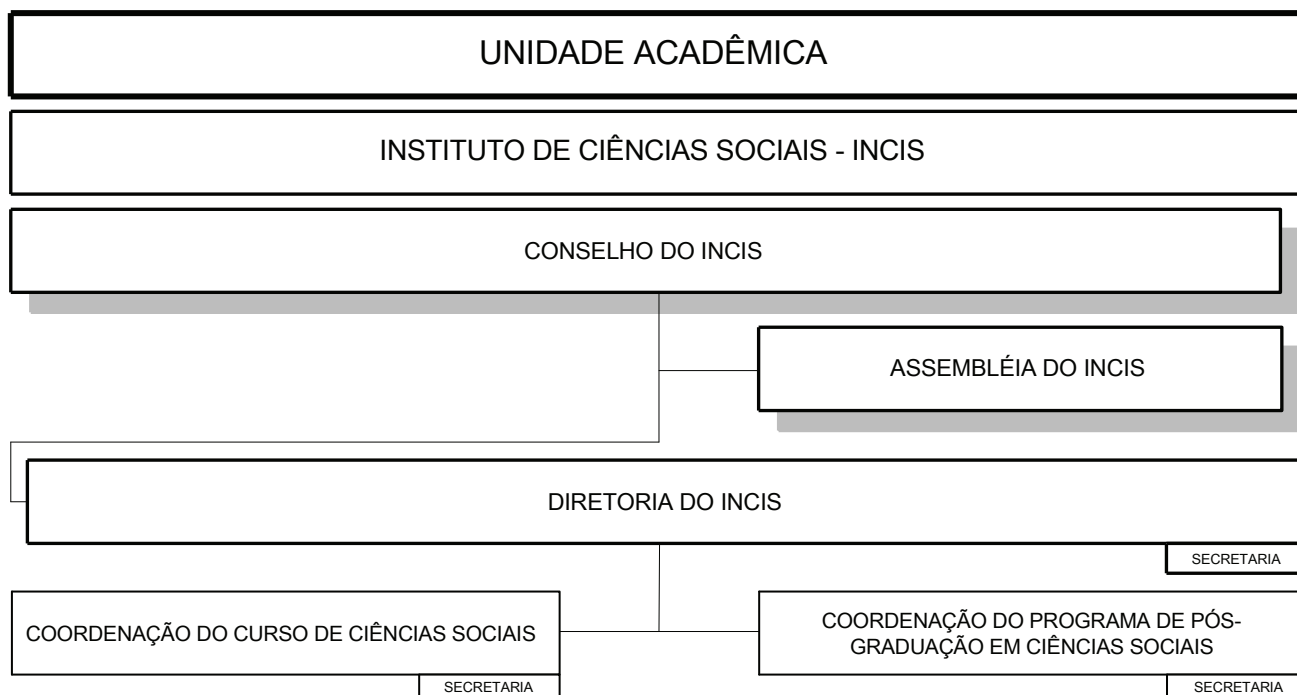 UNIDADE ACADÊMICA
INSTITUTO DE CIÊNCIAS SOCIAIS - INCIS
CONSELHO DO INCIS
ASSEMBLÉIA DO INCIS
DIRETORIA DO INCIS
SECRETARIA
COORDENAÇÃO DO CURSO DE CIÊNCIAS SOCIAIS
SECRETARIA
COORDENAÇÃO DO PROGRAMA DE PÓS-
GRADUAÇÃO EM CIÊNCIAS SOCIAIS
SECRETARIA